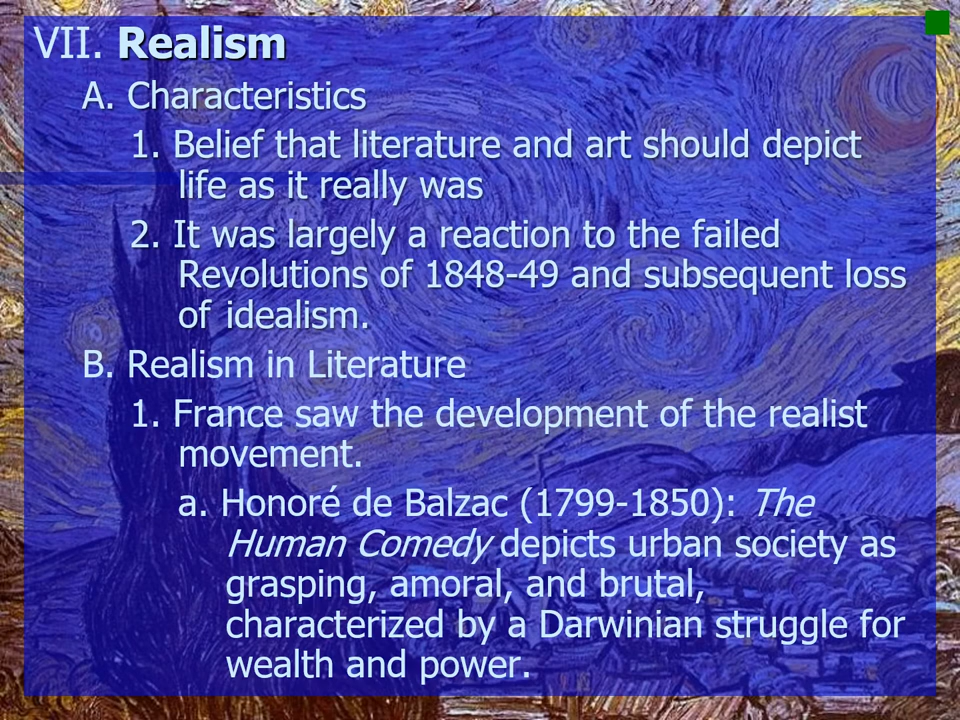 VII. Realism
A. Characteristics
1. Belief that literature and art should depict
life as it really was
2. It was largely a reaction to the failed
Revolutions of 1848-49 and subsequent loss
of idealism.
B. Realism in Literature
1. France saw the development of the realist
movement.
a. Honoré de Balzac (1799-1850): The
Human Comedy depicts urban society as
grasping, amoral, and brutal,
characterized by a Darwinian struggle for
wealth and power.